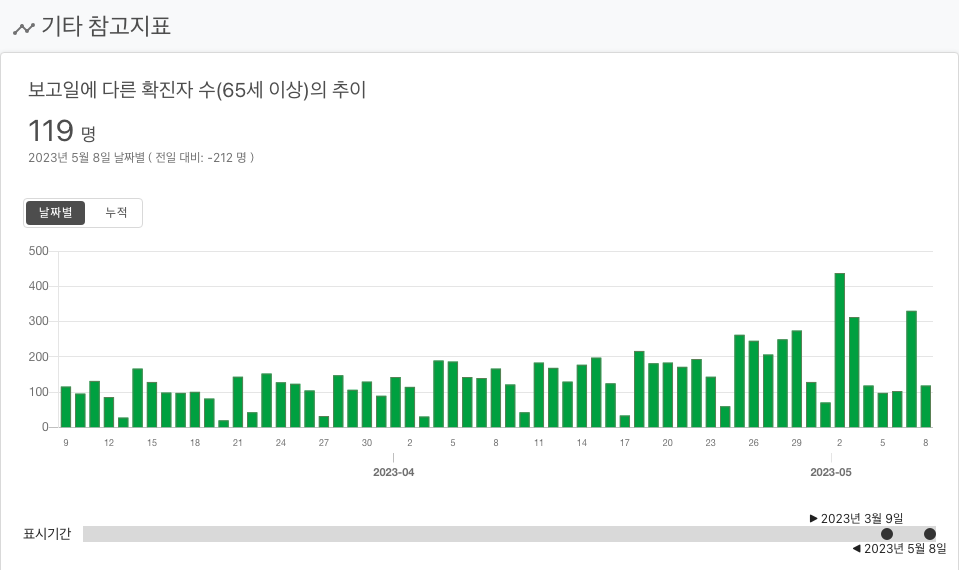 기타 참고지표
보고일에 다른 확진자 수(65세 이상)의 추이
119 명
2023년 5월 8일 날짜별 ( 전일 대비: -212 명 )
날짜별 누적
500
400
300
200
100
0
9 12 15 18 21 24 27 30 2 5 8 11 14 17 20 23 26 29 2 5 8
2023-04 2023-05
▶ 2023년 3월 9일
표시기간
◀ 2023년 5월 8일